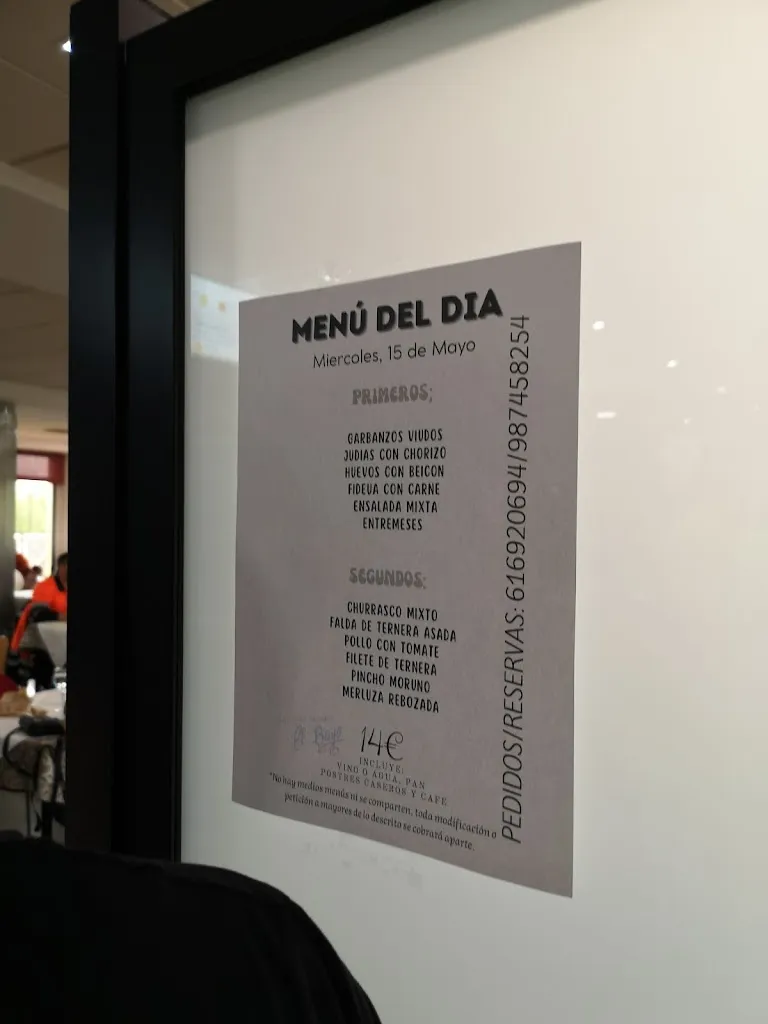 MENÚ DEL DIA
Miercoles, 15 de Mayo
PRIMEROS:
GARBANZOS VIUDOS
JUDIAS CON CHORIZO
HUEVOS CON BEICON
FIDEUA CON CARNE
ENSALADA MIXTA
ENTREMESES
SEGUNDOS:
CHURRASCO MIXTO
FALDA DE TERNERA ASADA
POLLO CON TOMATE
FILETE DE TERNERA
PINCHO MORUNO
MERLUZA REBOZADA
14€
INCLUYE:
VINO O AGUA, PAN
POSTRES CASEROS Y CAFE
*No hay medios menús ni se comparten, toda modificación o
petición a mayores de lo descrito se cobrará aparte.
PEDIDOS/RESERVAS: 616920694/987458254